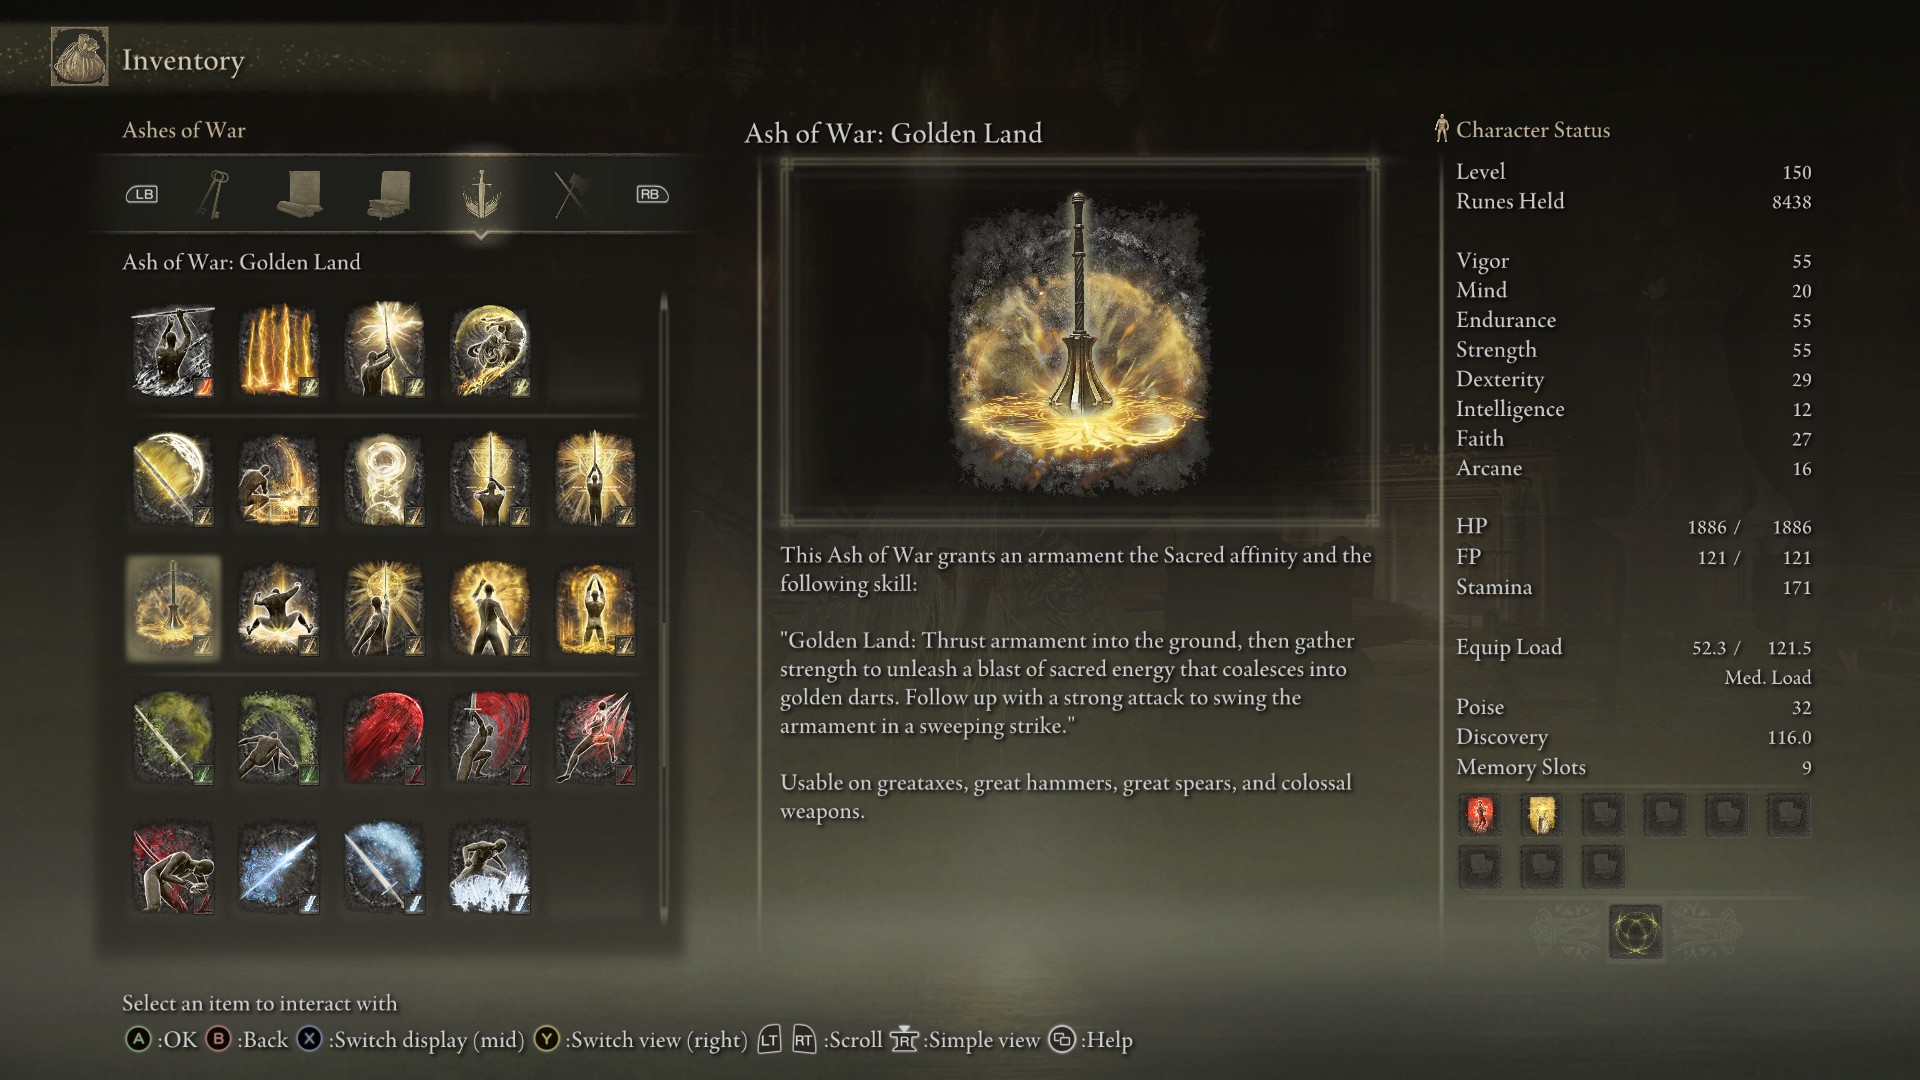 Inventory
Ashes of War
LB
RB
Ash of War: Golden Land
Ash of War: Golden Land
This Ash of War grants an armament the Sacred affinity and the
following skill:
"Golden Land: Thrust armament into the ground, then gather
strength to unleash a blast of sacred energy that coalesces into
golden darts. Follow up with a strong attack to swing the
armament in a sweeping strike."
Usable on greataxes, great hammers, great spears, and colossal
weapons.
Character Status
Level 150
Runes Held 8438
Vigor 55
Mind 20
Endurance 55
Strength 55
Dexterity 29
Intelligence 12
Faith 27
Arcane 16
HP 1886 / 1886
FP 121 / 121
Stamina 171
Equip Load 52.3 / 121.5
Med. Load
Poise 32
Discovery 116.0
Memory Slots 9
Select an item to interact with
A :OK B :Back X :Switch display (mid) Y :Switch view (right) LT RT :Scroll R :Simple view :Help